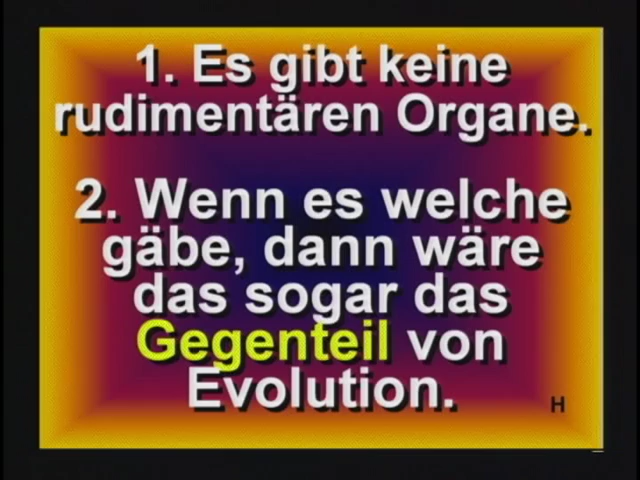 1. Es gibt keine
rudimentären Organe.
2. Wenn es welche
gäbe, dann wäre
das sogar das
Gegenteil von
Evolution.
H